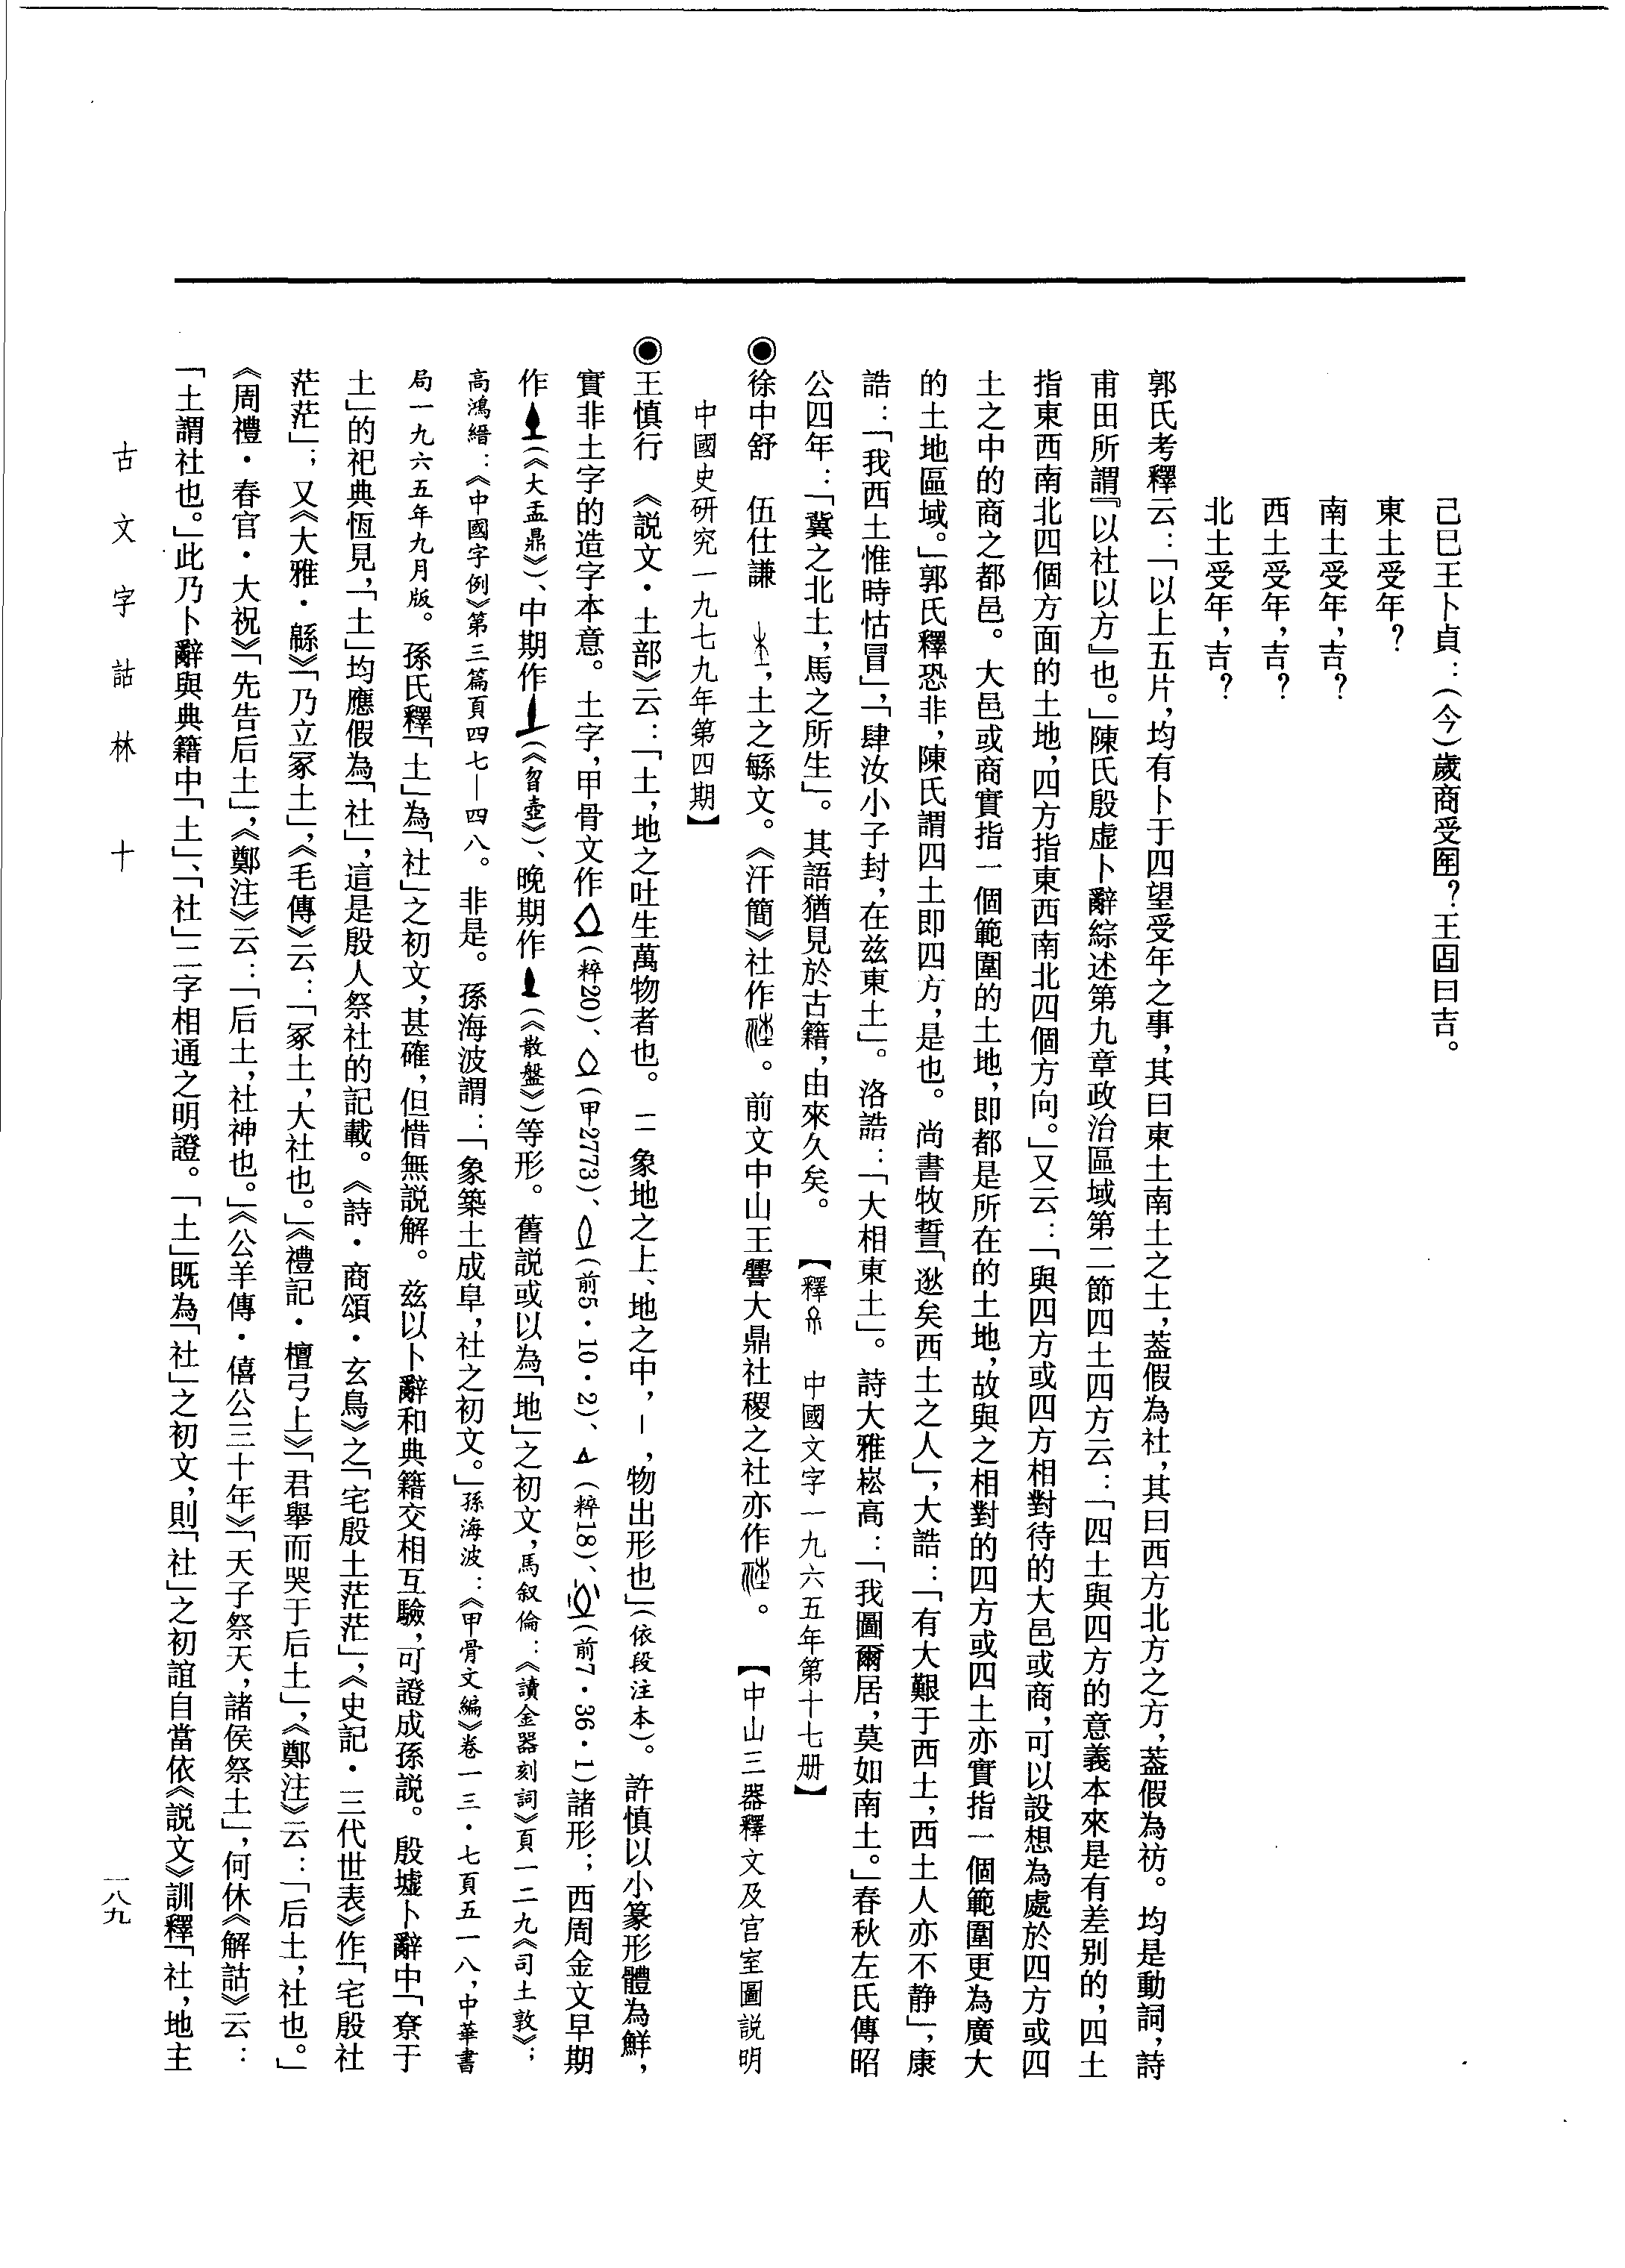 己巳王卜貞：（今）歲商受年？王固曰吉。
東土受年？
南土受年，吉？
西土受年，吉？
北土受年，吉？
郭氏考釋云：「以上五片，均有卜于四望受年之事，其曰東土南土之土，蓋假為社，其曰西方北方之方，蓋假為祊。均是動詞，詩
甫田所謂『以社以方』也。」陳氏殷虛卜辭綜述第九章政治區域第二節四土四方云：「四土與四方的意義本來是有差别的，四土
指東西南北四個方面的土地，四方指東西南北四個方向。」又云：「與四方或四方相對待的大邑或商，可以設想為處於四方或四
土之中的商之都邑。大邑或商實指一個範圍的土地，即都是所在的土地，故與之相對的四方或四土亦實指一個範圍更為廣大
的土地區域。」郭氏釋恐非，陳氏謂四土即四方，是也。尚書牧誓「逖矣西土之人」，大誥：「有大艱于西土，西土人亦不静」，康
誥：「我西土惟時怙冒」，「肆汝小子封，在兹東土」。洛誥：「大相東土」。詩大雅崧高：「我圖爾居，莫如南土。」春秋左氏傳昭
公四年：「冀之北土，馬之所生」。其語猶見於古籍，由來久矣。　【釋　中國文字一九六五年第十七册】
◉徐中舒　伍仕謙　，土之緐文。《汗簡》社作。前文中山王嚳大鼎社稷之社亦作。　【中山三器釋文及宫室圖説明
中國史研究一九七九年第四期】
◉王慎行　《説文・土部》云：「土，地之吐生萬物者也。二象地之上、地之中，｜，物出形也」（依段注本）。許慎以小篆形體為解，
實非土字的造字本意。土字，甲骨文作（粹20）、（甲2773）、（前5・10・2）、（粹18）、（前7・36・1）諸形；西周金文早期
作（《大盂鼎》）、中期作（《曶壺》）、晚期作（《散盤》）等形。舊説或以為「地」之初文，馬叙倫：《讀金器刻詞》頁一二九《司土敦》；
高鴻縉：《中國字例》第三篇頁四七—四八。非是。孫海波謂：「象築土成阜，社之初文。」孫海波：《甲骨文編》卷一三・七頁五一八，中華書
局一九六五年九月版。孫氏釋「土」為「社」之初文，甚確，但惜無説解。兹以卜辭和典籍交相互驗，可證成孫説。殷墟卜辭中「尞于
土」的祀典恆見，「土」均應假為「社」，這是殷人祭社的記載。《詩・商頌・玄鳥》之「宅殷土茫茫」，《史記・三代世表》作「宅殷社
茫茫」；又《大雅・緜》「乃立冢土」，《毛傳》云：「冢土，大社也。」《禮記・檀弓上》「君舉而哭于后土」，《鄭注》云：「后土，社也。」
《周禮・春官・大祝》「先告后土」，《鄭注》云：「后土，社神也。」《公羊傳・僖公三十年》「天子祭天，諸侯祭土」，何休《解詁》云：
「土謂社也。」此乃卜辭與典籍中「土」、「社」二字相通之明證。「土」既為「社」之初文，則「社」之初誼自當依《説文》訓釋「社，地主
古文字詁林　十
一八九